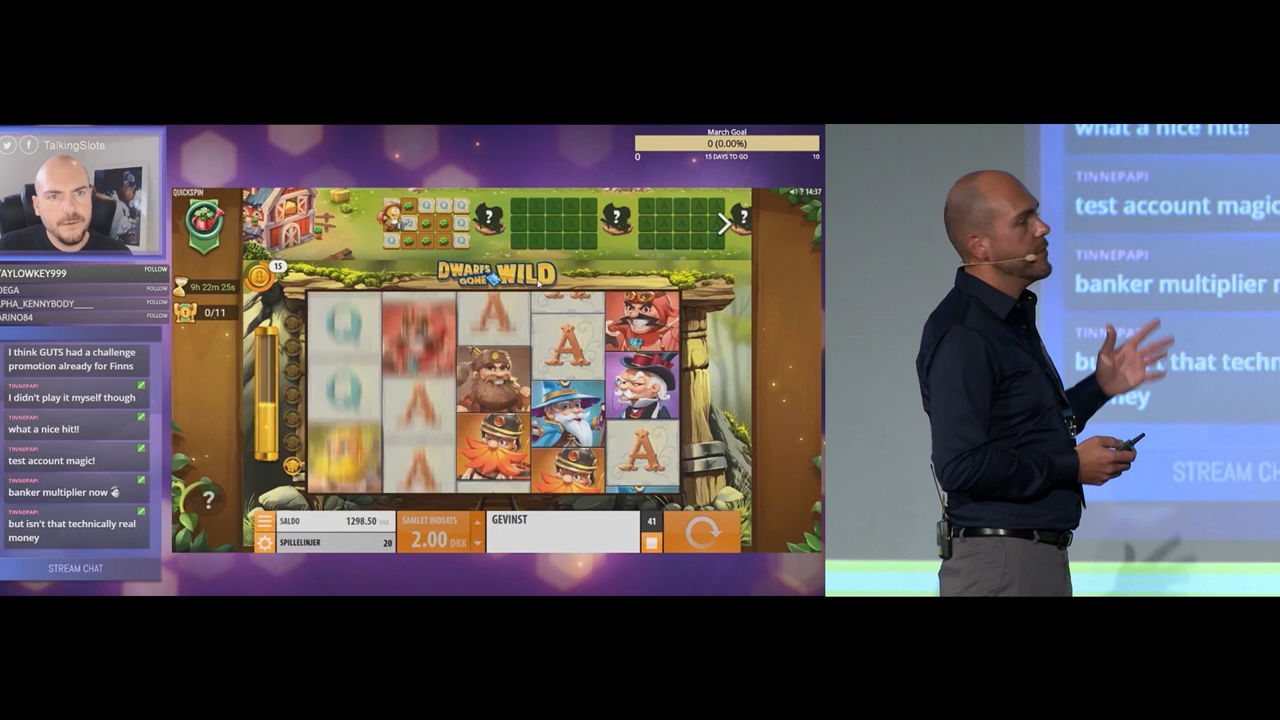 TalkingSlots
FOLLOW
FOLLOW
FOLLOW
FOLLOW
I think GUTS had a challenge
promotion already for Finns
TINNEPAPI
I didn't play it myself though
TINNEPAPI
what a nice hit!!
TINNEPAPI
test account magic!
TINNEPAPI
banker multiplier now
TINNEPAPI
but isn't that technically real
money
STREAM CHAT
March Goal
0 (0.00%)
0
15 DAYS TO GO
10
QUICKSPIN
14:37
?
?
?
15
DWARFS
GONE WILD
9h 22m 25s
0/11
Q
Q
Q
Q
Q
Q
Q
A
A
A
A
A
A
?
SALDO
1298.50
SPILLELINJER
20
SAMLET INDSATS
2.00 DKK
GEVINST
41
what a nice hit!!
TINNEPAPI
test account magic
TINNEPAPI
banker multiplier
that techn
STREAM CH